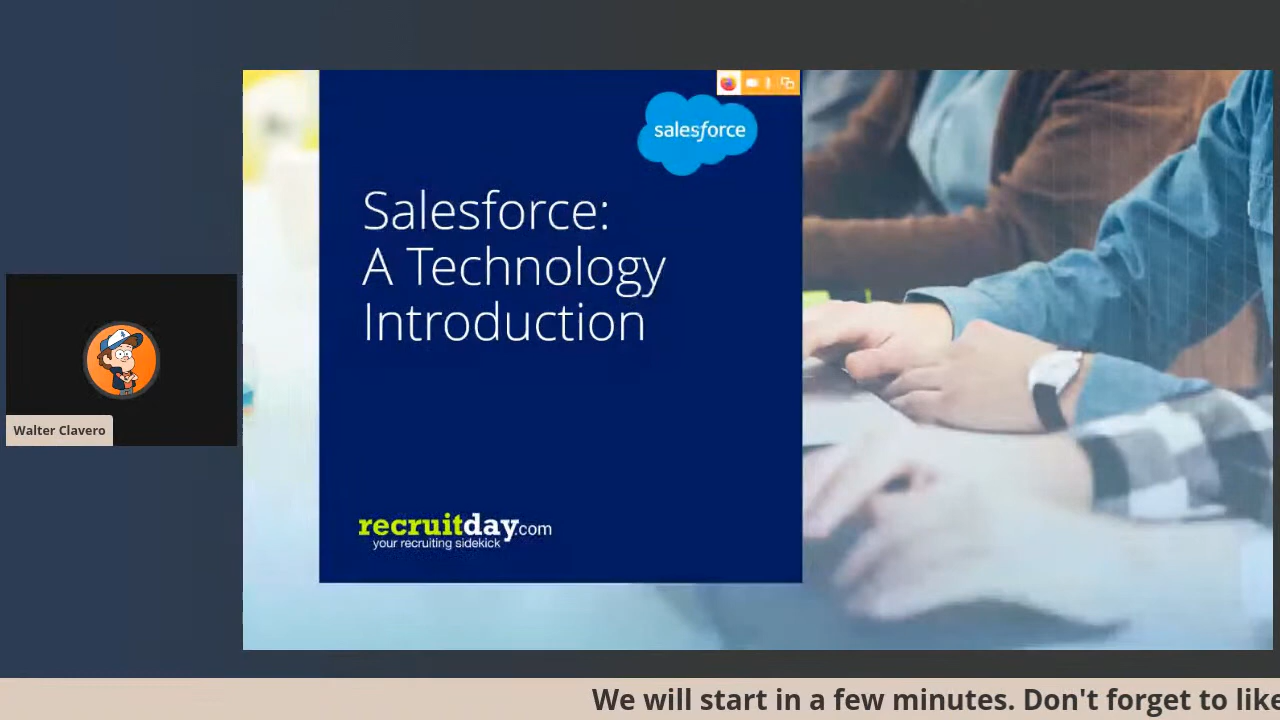 salesforce
Salesforce:
A Technology
Introduction
recruitday.com
your recruiting sidekick
Walter Clavero
We will start in a few minutes. Don't forget to like